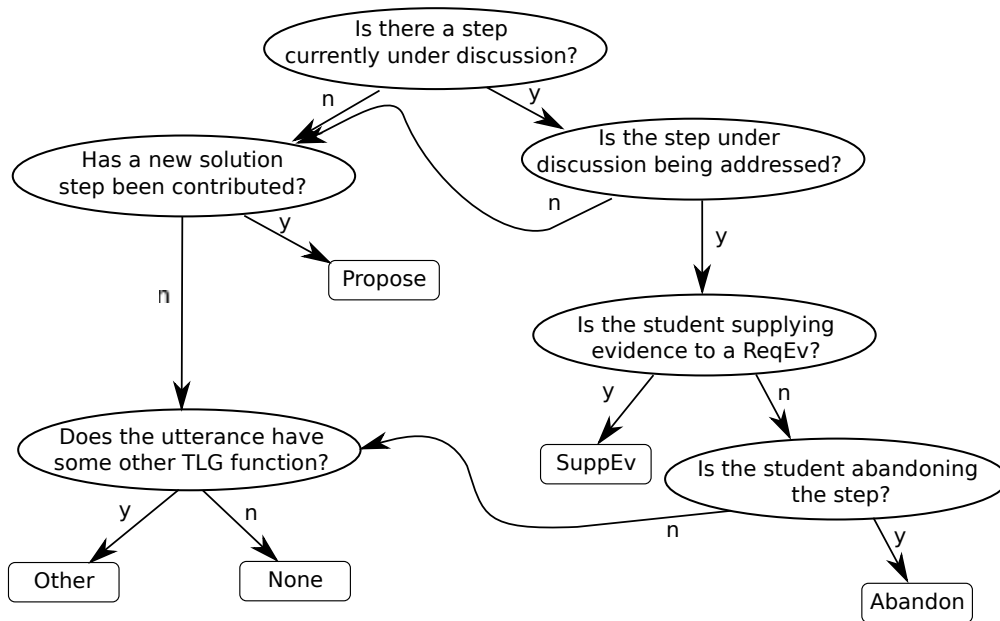 Is there a step
currently under discussion?
n
y
Has a new solution
step been contributed?
Is the step under
discussion being addressed?
n
y
y
Propose
n
Is the student supplying
evidence to a ReqEv?
y
n
Does the utterance have
some other TLG function?
SuppEv
Is the student abandoning
the step?
y
n
n
y
Other
None
Abandon